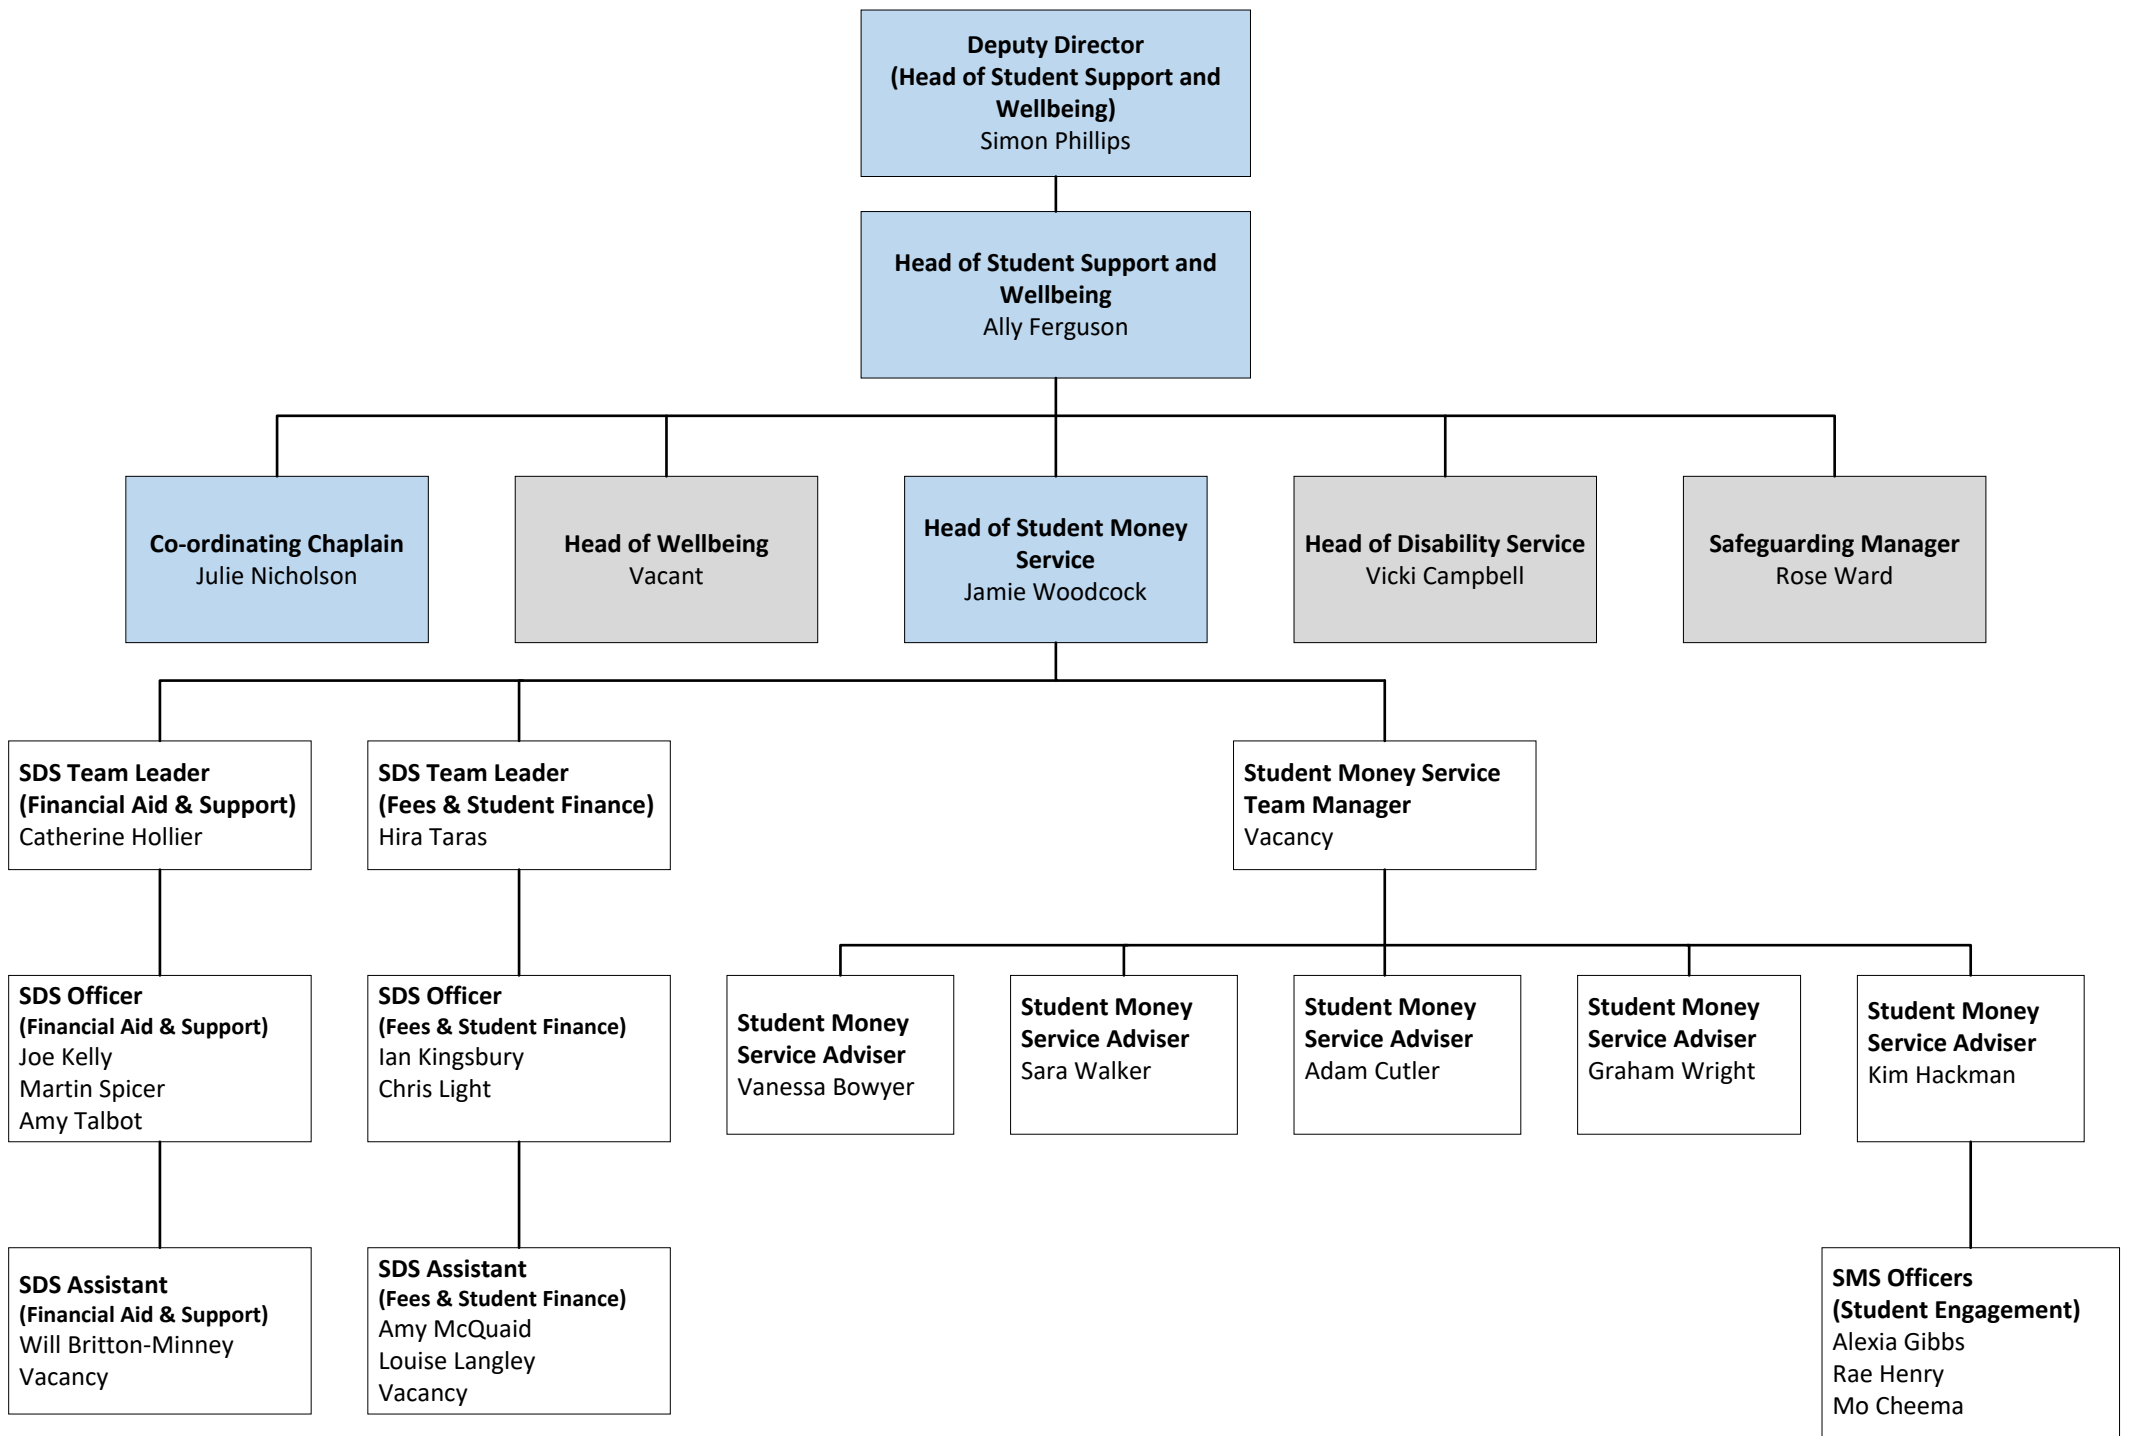 Deputy Director
(Head of Student Support and
Wellbeing)
Simon Phillips
Head of Student Support and
Wellbeing
Ally Ferguson
Co-ordinating Chaplain
Julie Nicholson
Head of Wellbeing
Vacant
Head of Student Money
Service
Jamie Woodcock
Head of Disability Service
Vicki Campbell
Safeguarding Manager
Rose Ward
SDS Team Leader
(Financial Aid & Support)
Catherine Hollier
SDS Team Leader
(Fees & Student Finance)
Hira Taras
Student Money Service
Team Manager
Vacancy
SDS Officer
(Financial Aid & Support)
Joe Kelly
Martin Spicer
Amy Talbot
SDS Officer
(Fees & Student Finance)
Ian Kingsbury
Chris Light
Student Money
Service Adviser
Vanessa Bowyer
Student Money
Service Adviser
Sara Walker
Student Money
Service Adviser
Adam Cutler
Student Money
Service Adviser
Graham Wright
Student Money
Service Adviser
Kim Hackman
SDS Assistant
(Financial Aid & Support)
Will Britton-Minney
Vacancy
SDS Assistant
(Fees & Student Finance)
Amy McQuaid
Louise Langley
Vacancy
SMS Officers
(Student Engagement)
Alexia Gibbs
Rae Henry
Mo Cheema